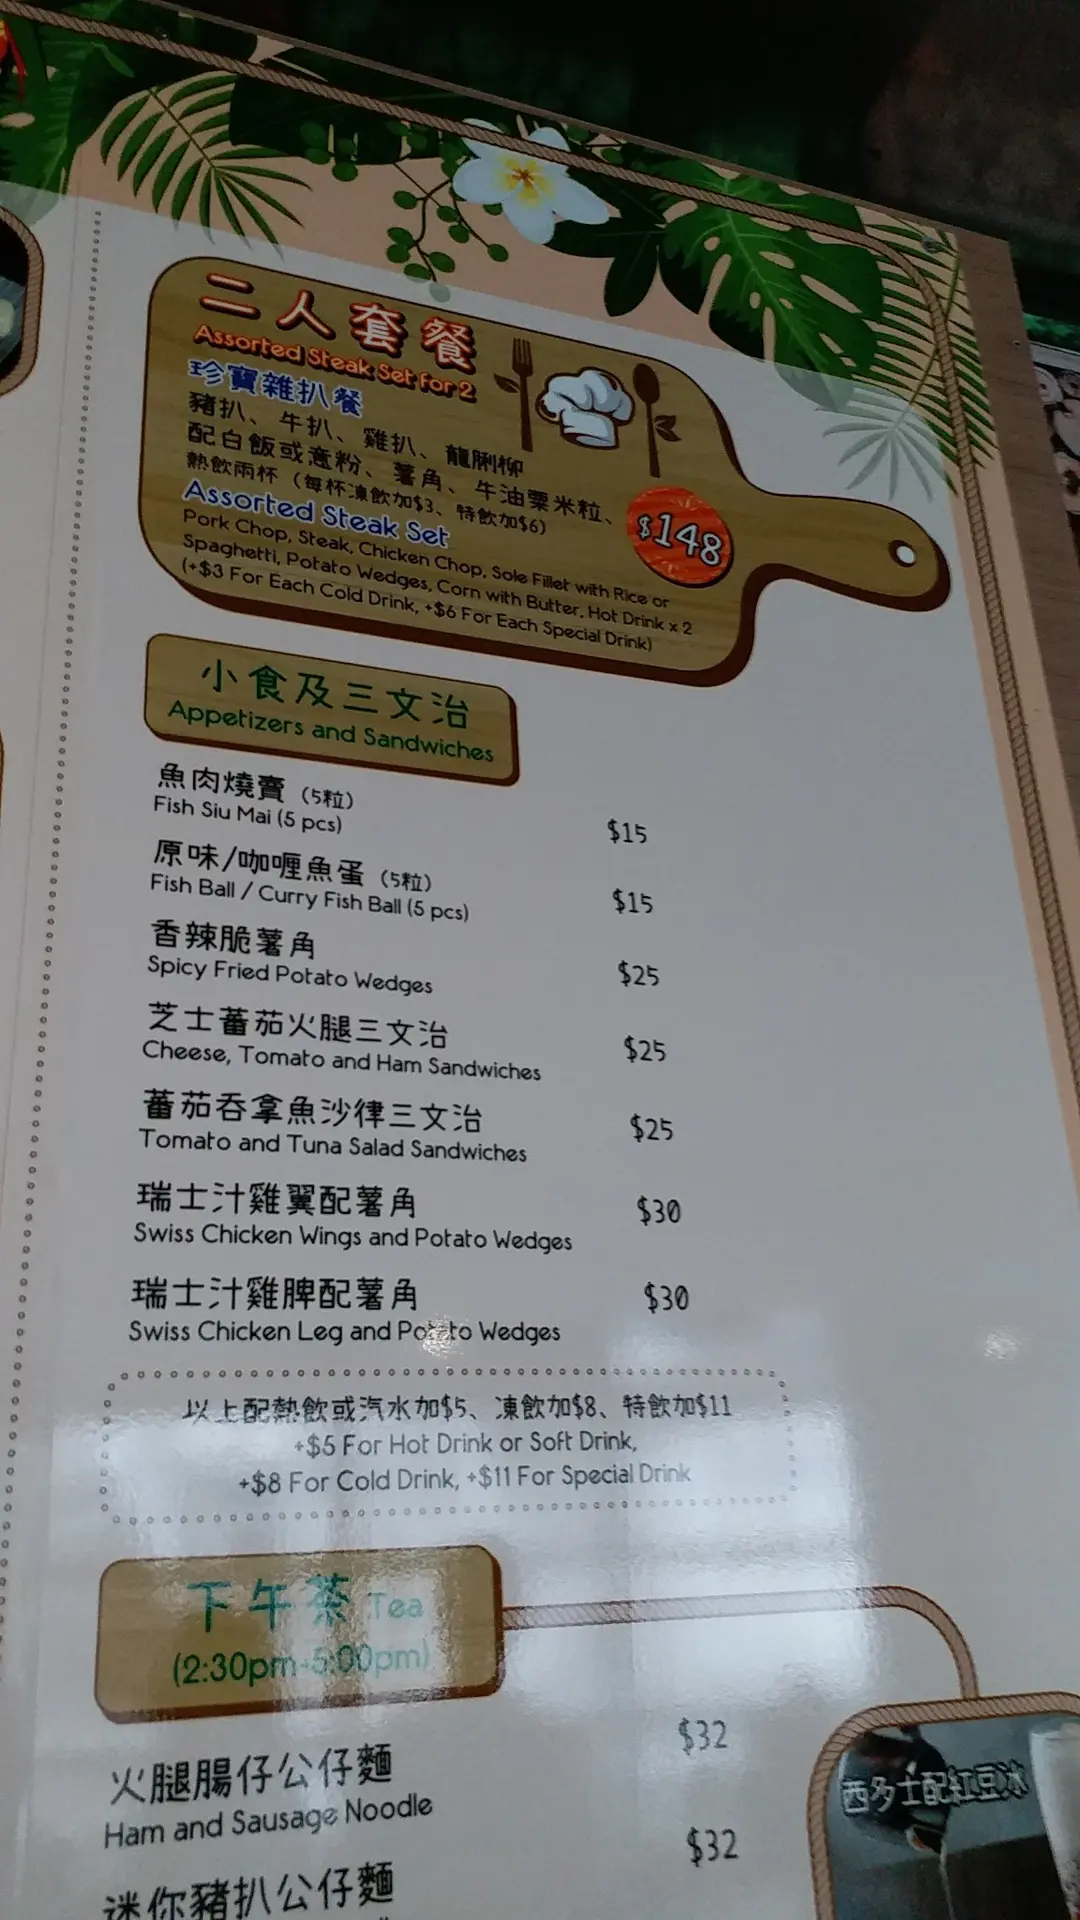 二人套餐
Assorted Steak Set For 2
珍寶雜扒餐
豬扒、牛扒、雞扒、龍脷柳
配白飯或意粉、薯角、牛油粟米粒、
熱飲兩杯（每杯凍飲加$3、特飲加$6）
$148
Assorted Steak Set
Pork Chop, Steak, Chicken Chop, Sole Fillet with Rice or
Spaghetti, Potato Wedges, Corn with Butter, Hot Drink x 2
(+$3 For Each Cold Drink, +$6 For Each Special Drink)
小食及三文治
Appetizers and Sandwiches
魚肉燒賣（5粒）
Fish Siu Mai (5 pcs)
$15
原味/咖喱魚蛋（5粒）
Fish Ball / Curry Fish Ball (5 pcs)
$15
香辣脆薯角
Spicy Fried Potato Wedges
$25
芝士蕃茄火腿三文治
Cheese, Tomato and Ham Sandwiches
$25
蕃茄吞拿魚沙律三文治
Tomato and Tuna Salad Sandwiches
$25
瑞士汁雞翼配薯角
Swiss Chicken Wings and Potato Wedges
$30
瑞士汁雞脾配薯角
Swiss Chicken Leg and Potato Wedges
$30
以上配熱飲或汽水加$5、凍飲加$8、特飲加$11
+$5 For Hot Drink or Soft Drink,
+$8 For Cold Drink, +$11 For Special Drink
下午茶 Tea
(2:30pm-5:00pm)
火腿腸仔公仔麵
Ham and Sausage Noodle
$32
迷你豬扒公仔麵
$32
西多士配紅豆冰